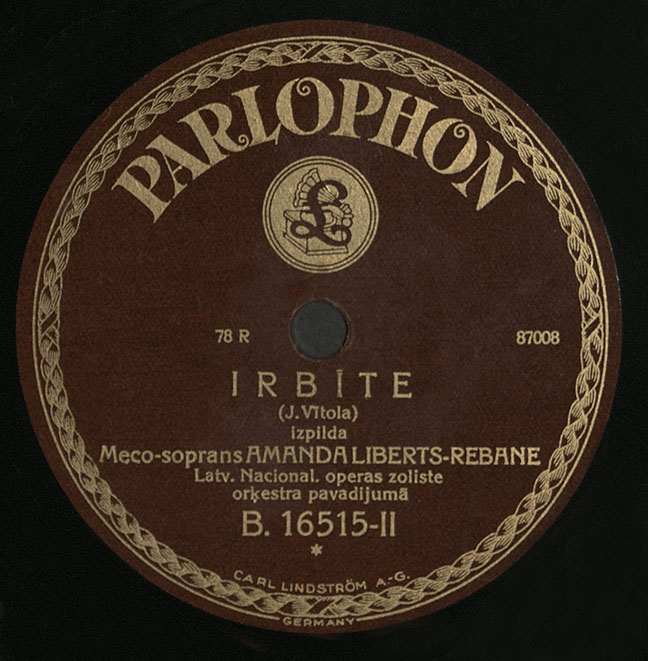 PARLOPHON
£
78 R
87008
IRBĪTE
(J. Vītola)
izpilda
Meco-soprans AMANDA LIBERTS-REBANE
Latv. Nacional. operas zoliste
orķestra pavadijumā
B. 16515-II
*
CARL LINDSTRÖM A.-G.
GERMANY